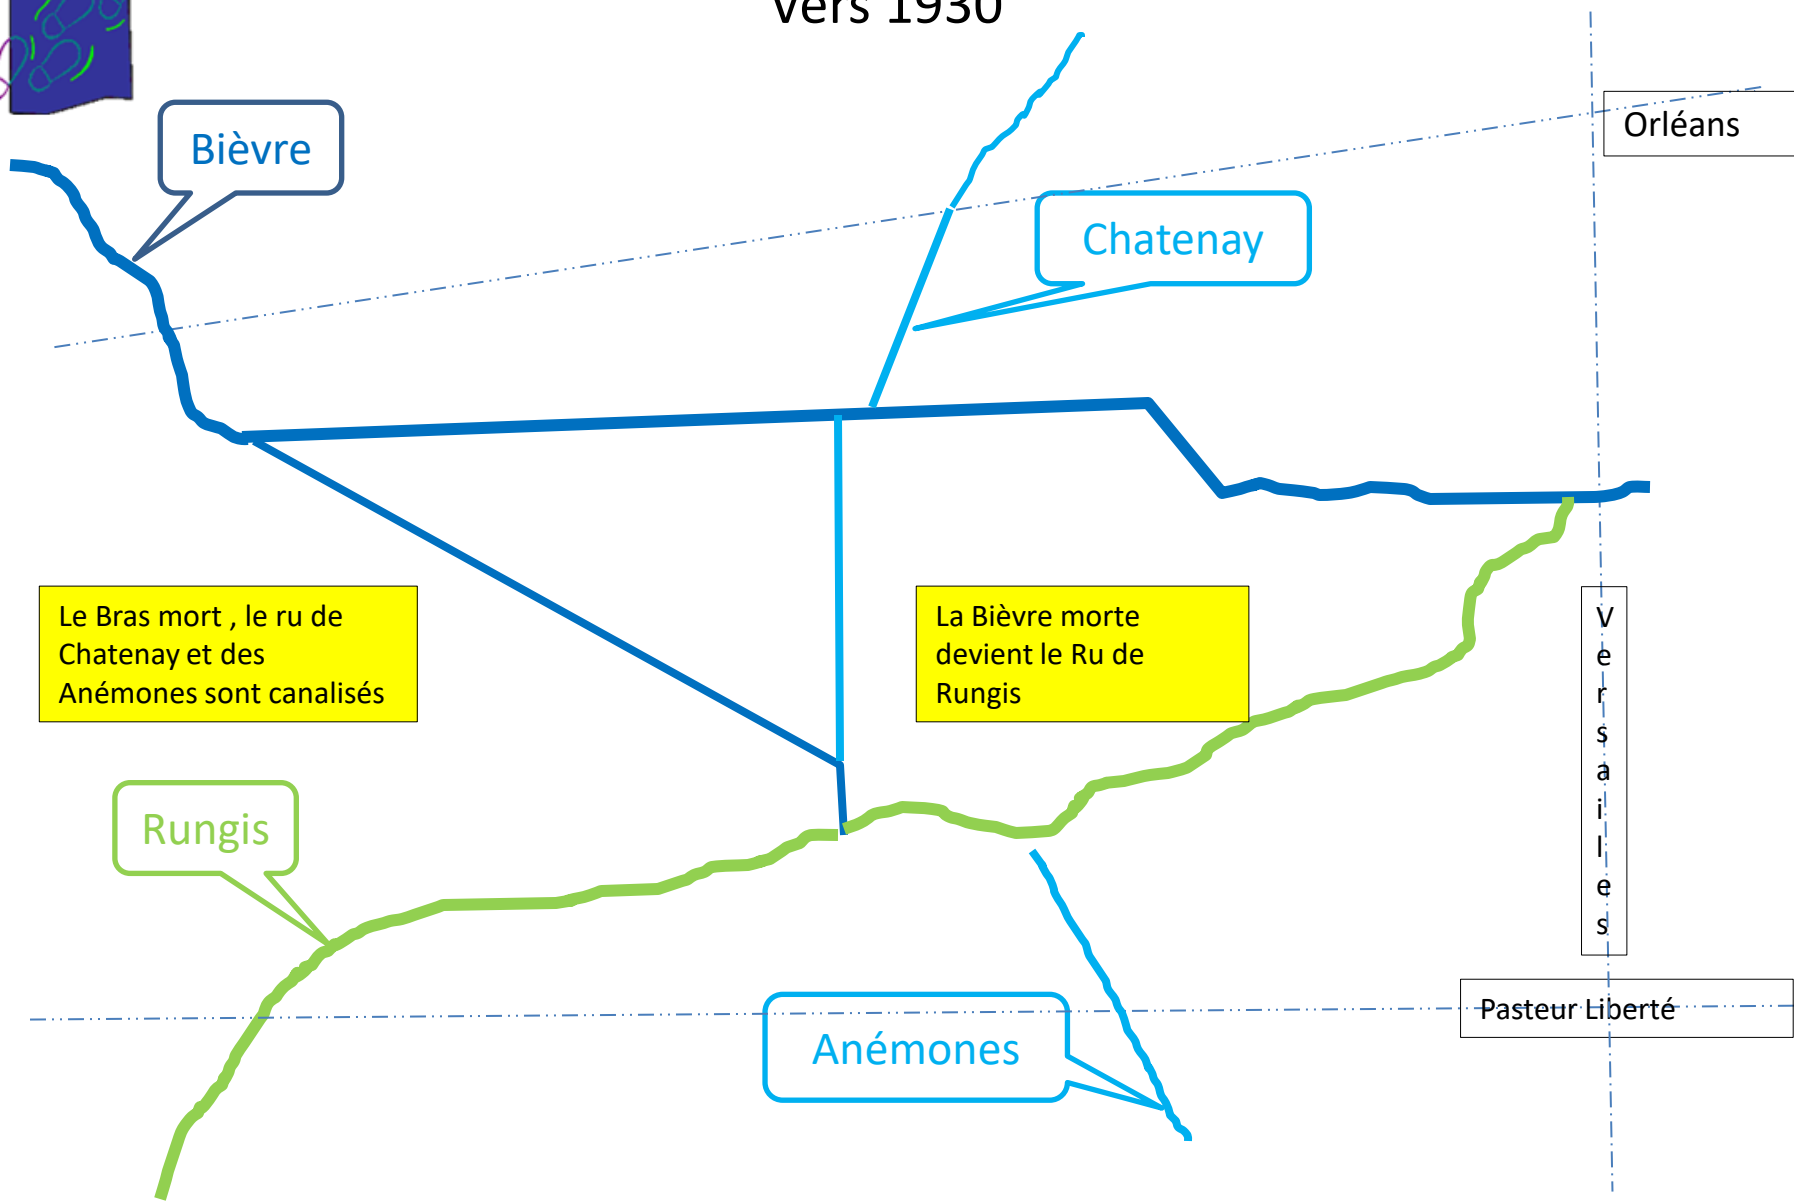 Vers 1930
Bièvre
Orléans
Chatenay
Le Bras mort , le ru de
Chatenay et des
Anémones sont canalisés
La Bièvre morte
devient le Ru de
Rungis
Versailles
Rungis
Pasteur Liberté
Anémones